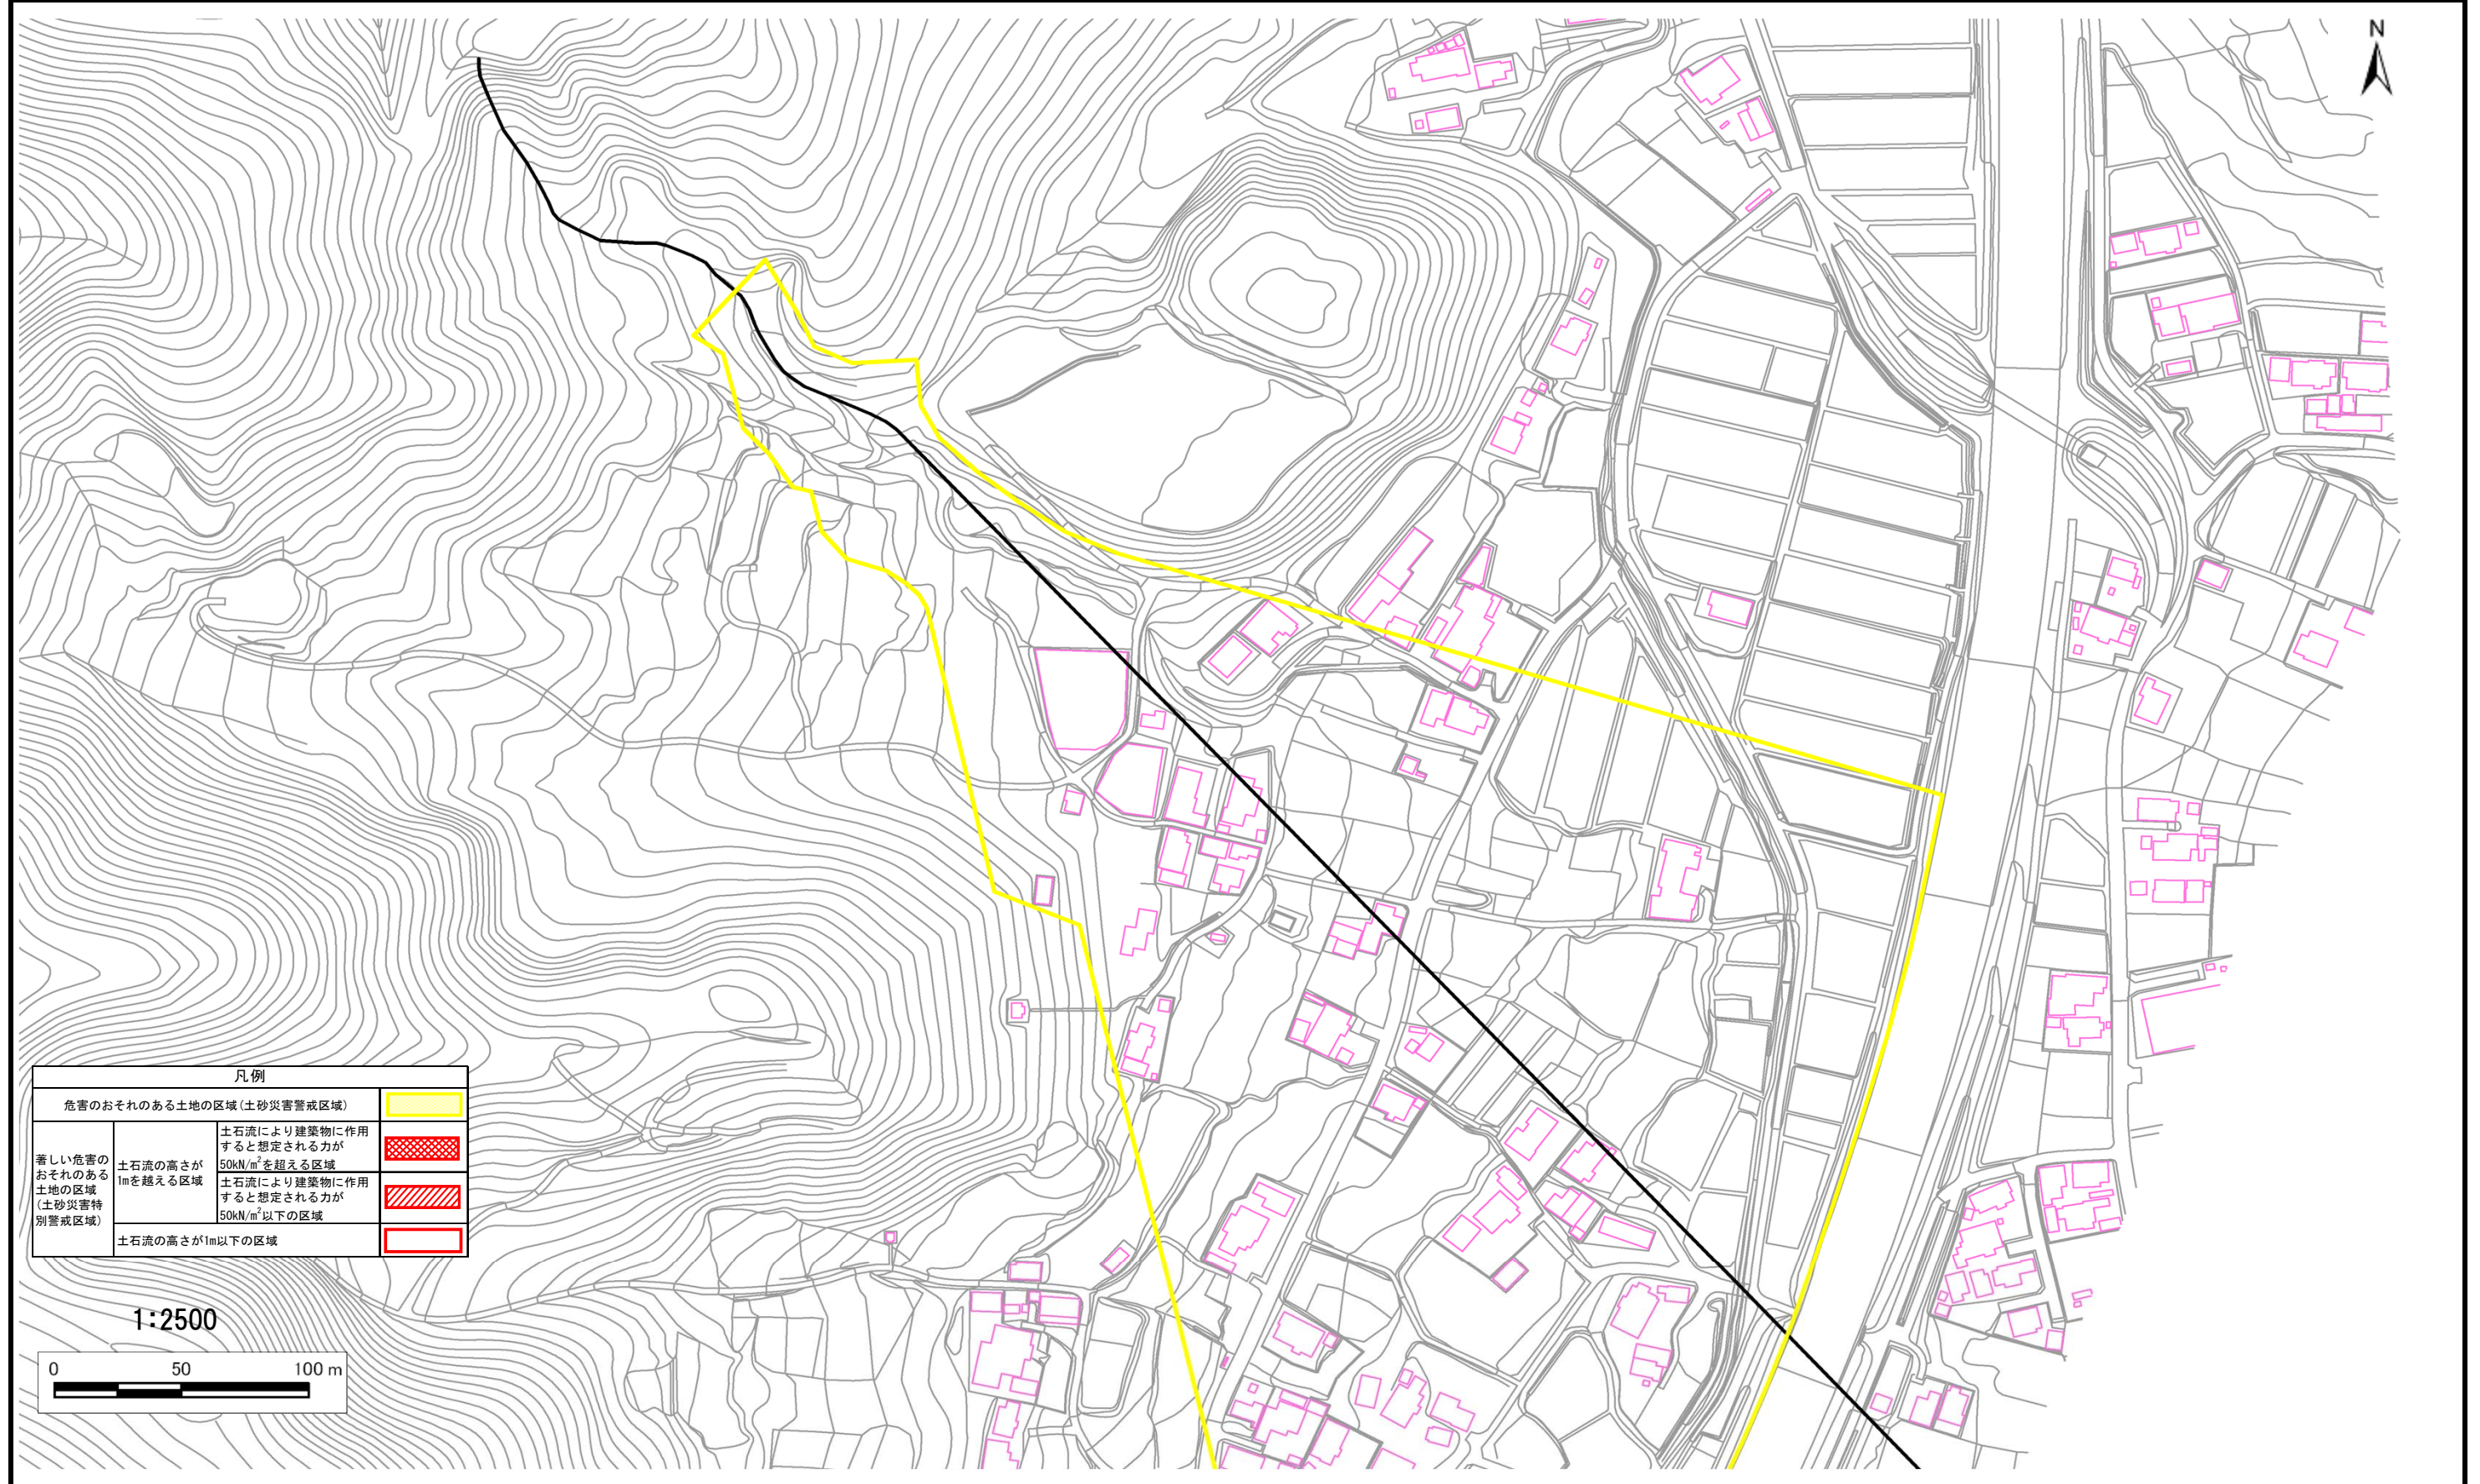 N
凡例
危害のおそれのある土地の区域(土砂災害警戒区域)
著しい危害の
おそれのある
土地の区域
(土砂災害特
別警戒区域)
土石流の高さが
1mを越える区域
土石流により建築物に作用
すると想定される力が
50kN/m²を超える区域
土石流により建築物に作用
すると想定される力が
50kN/m²以下の区域
土石流の高さが1m以下の区域
1:2500
0 50 100 m